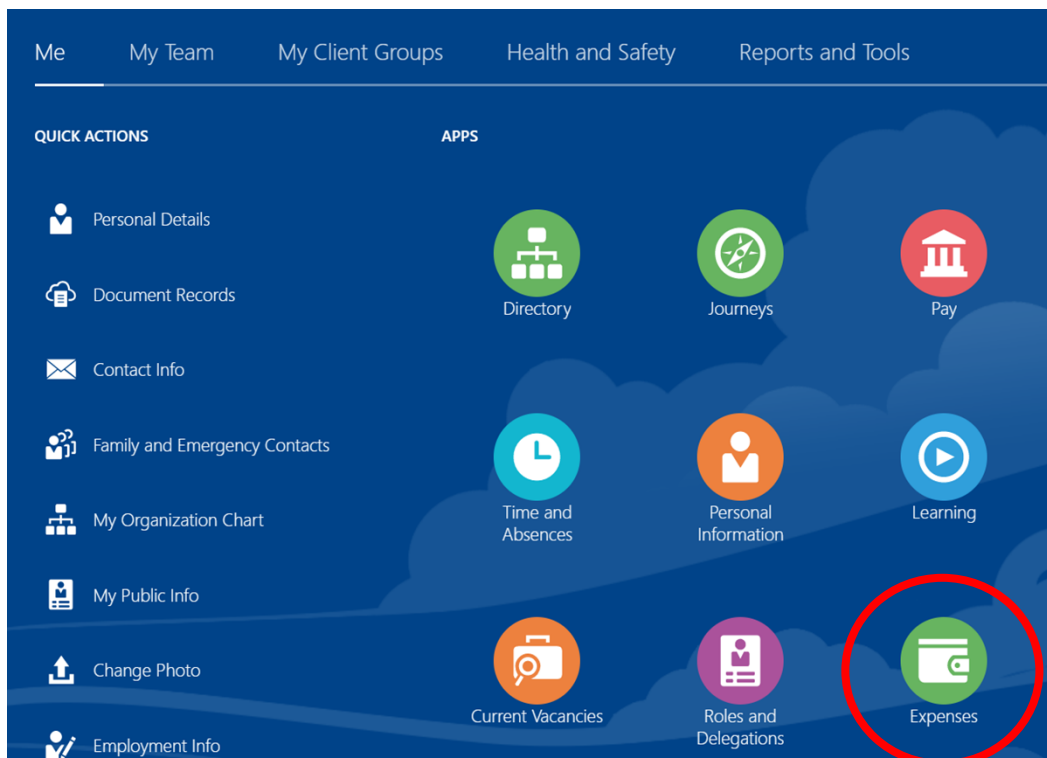 Me My Team My Client Groups Health and Safety Reports and Tools
QUICK ACTIONS
Personal Details
Document Records
Contact Info
Family and Emergency Contacts
My Organization Chart
My Public Info
Change Photo
Employment Info
APPS
Directory
Journeys
Pay
Time and
Absences
Personal
Information
Learning
Current Vacancies
Roles and
Delegations
Expenses